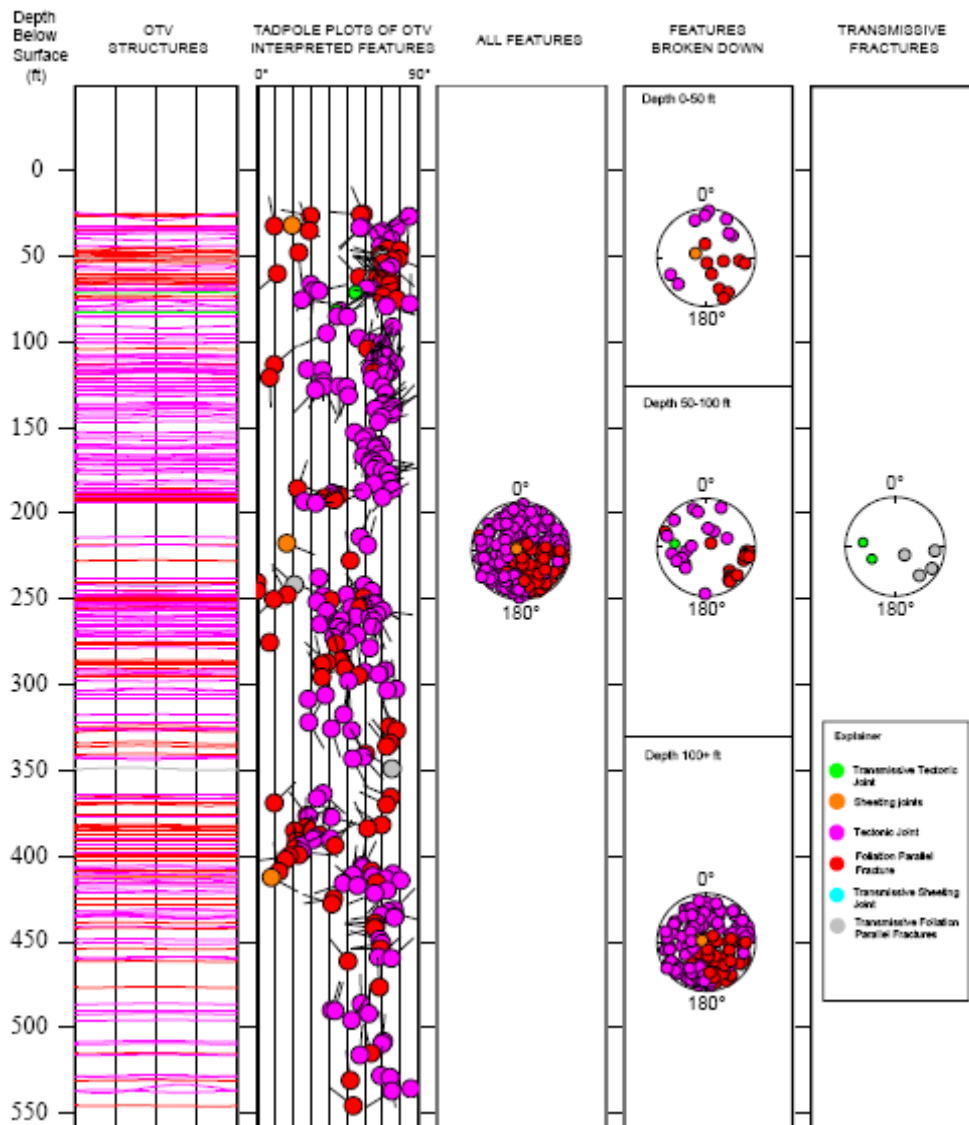 Depth
Below
Surface
(ft)
OTV
STRUCTURES
TADPOLE PLOTS OF OTV
INTERPRETED FEATURES
0°
90°
ALL FEATURES
FEATURES
BROKEN DOWN
TRANSMISSIVE
FRACTURES
0
50
100
150
200
250
300
350
400
450
500
550
0°
180°
Depth 0-50 ft
0°
180°
Depth 50-100 ft
0°
180°
Depth 100+ ft
0°
180°
0°
180°
Explainer
Transmissive Tectonic
Joint
Sheeting joints
Tectonic Joint
Foliation Parallel
Fracture
Transmissive Sheeting
Joint
Transmissive Foliation
Parallel Fractures